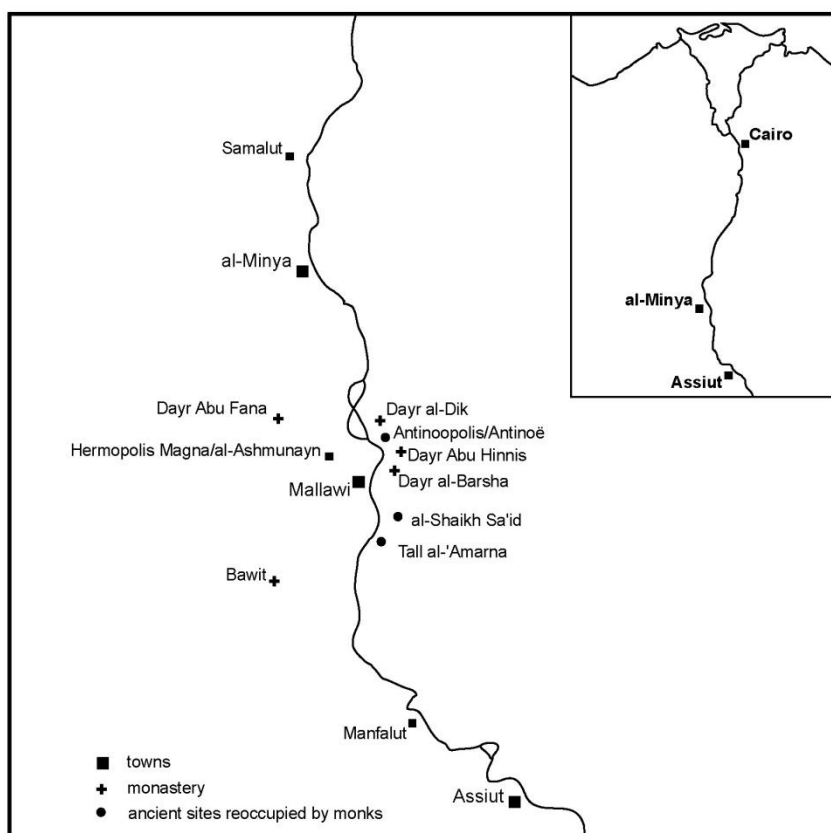 Samalut
al-Minya
Dayr Abu Fana
Hermopolis Magna/al-Ashmunayn
Mallawi
Bawit
Dayr al-Dik
Antinoopolis/Antinoë
Dayr Abu Hinnis
Dayr al-Barsha
al-Shaikh Sa'id
Tall al-'Amarna
Manfalut
Assiut
towns
monastery
ancient sites reoccupied by monks
Cairo
al-Minya
Assiut